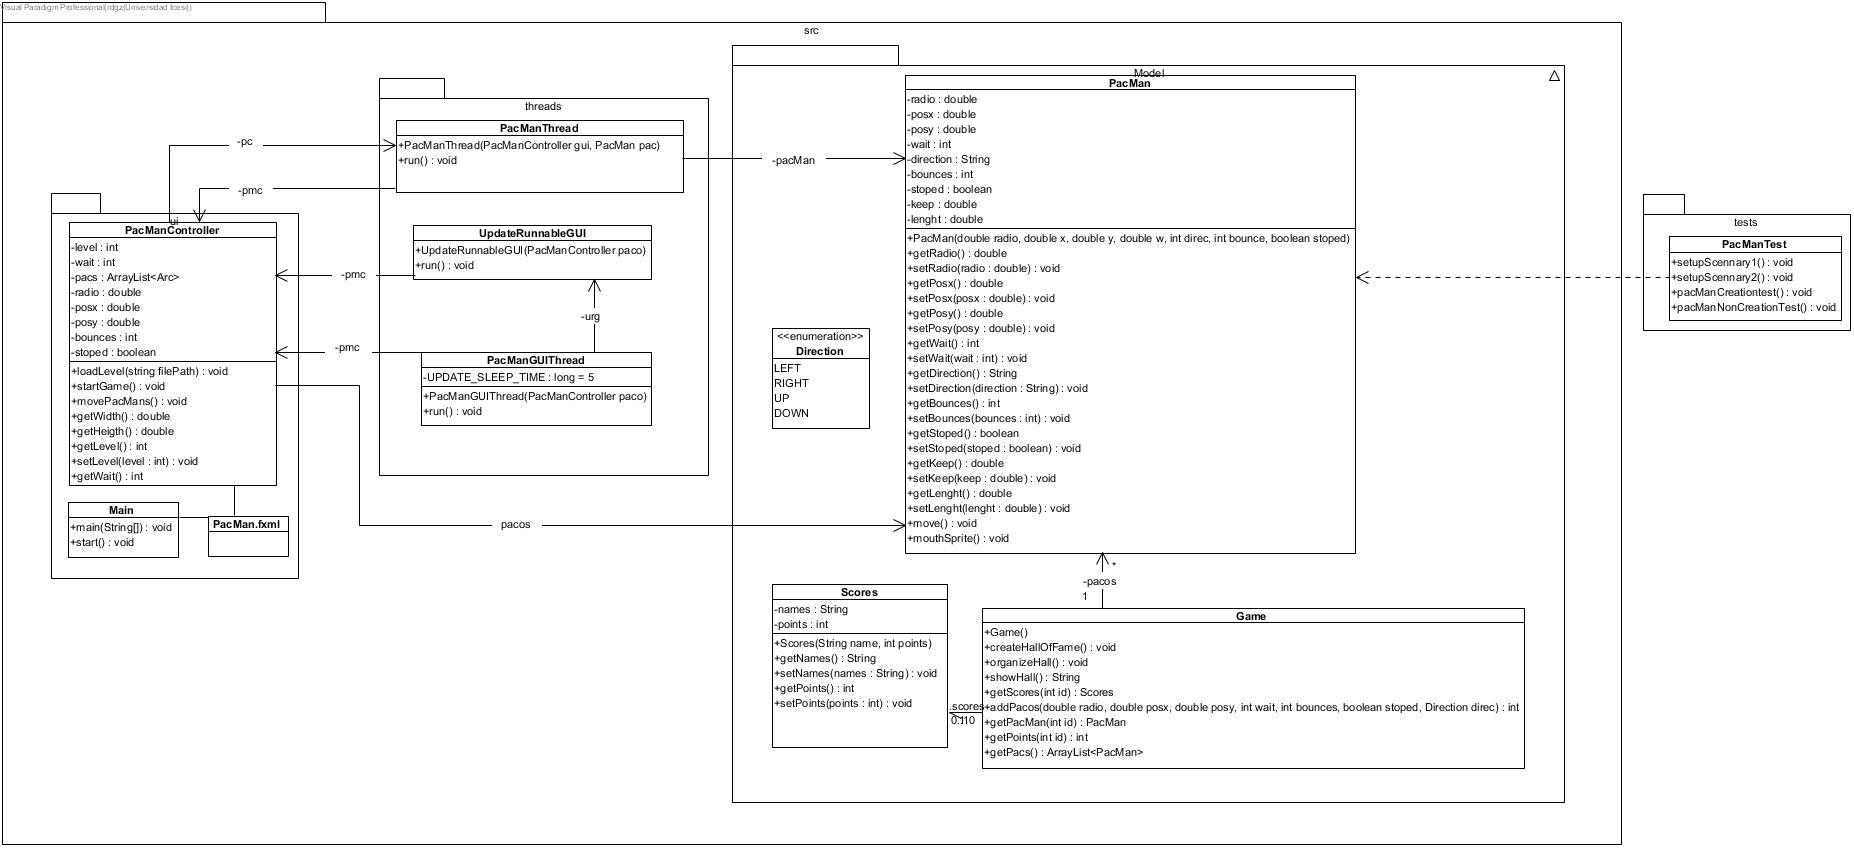 Visual Paradigm Professional(rdgz(Universidad Icesi))
src
ui
PacManController
-level : int
-wait : int
-pacs : ArrayList<Arc>
-radio : double
-posx : double
-posy : double
-bounces : int
-stoped : boolean
+loadLevel(string filePath) : void
+startGame() : void
+movePacMans() : void
+getWidth() : double
+getHeigth() : double
+getLevel() : int
+setLevel(level : int) : void
+getWait() : int
Main
+main(String[]) : void
+start() : void
PacMan.fxml
-pc
-pmc
-pmc
-pmc
pacos
threads
PacManThread
+PacManThread(PacManController gui, PacMan pac)
+run() : void
UpdateRunnableGUI
+UpdateRunnableGUI(PacManController paco)
+run() : void
-urg
PacManGUIThread
-UPDATE_SLEEP_TIME : long = 5
+PacManGUIThread(PacManController paco)
+run() : void
-pacMan
Model
PacMan
-radio : double
-posx : double
-posy : double
-wait : int
-direction : String
-bounces : int
-stoped : boolean
-keep : double
-lenght : double
+PacMan(double radio, double x, double y, double w, int direc, int bounce, boolean stoped)
+getRadio() : double
+setRadio(radio : double) : void
+getPosx() : double
+setPosx(posx : double) : void
+getPosy() : double
+setPosy(posy : double) : void
+getWait() : int
+setWait(wait : int) : void
+getDirection() : String
+setDirection(direction : String) : void
+getBounces() : int
+setBounces(bounces : int) : void
+getStoped() : boolean
+setStoped(stoped : boolean) : void
+getKeep() : double
+setKeep(keep : double) : void
+getLenght() : double
+setLenght(lenght : double) : void
+move() : void
+mouthSprite() : void
<<enumeration>>
Direction
LEFT
RIGHT
UP
DOWN
*
-pacos
1
Scores
-names : String
-points : int
+Scores(String name, int points)
+getNames() : String
+setNames(names : String) : void
+getPoints() : int
+setPoints(points : int) : void
-scores
0..10
Game
+Game()
+createHallOfFame() : void
+organizeHall() : void
+showHall() : String
+getScores(int id) : Scores
+addPacos(double radio, double posx, double posy, int wait, int bounces, boolean stoped, Direction direc) : int
+getPacMan(int id) : PacMan
+getPoints(int id) : int
+getPacs() : ArrayList<PacMan>
tests
PacManTest
+setupScennary1() : void
+setupScennary2() : void
+pacManCreationtest() : void
+pacManNonCreationTest() : void